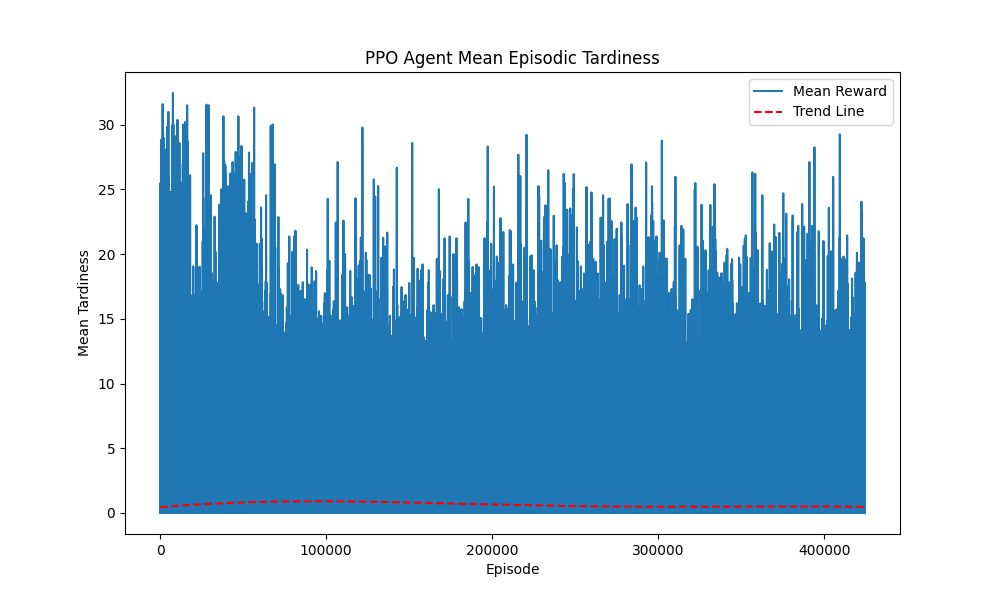 PPO Agent Mean Episodic Tardiness
Mean Reward
Trend Line
Mean Tardiness
30
25
20
15
10
5
0
0 100000 200000 300000 400000
Episode